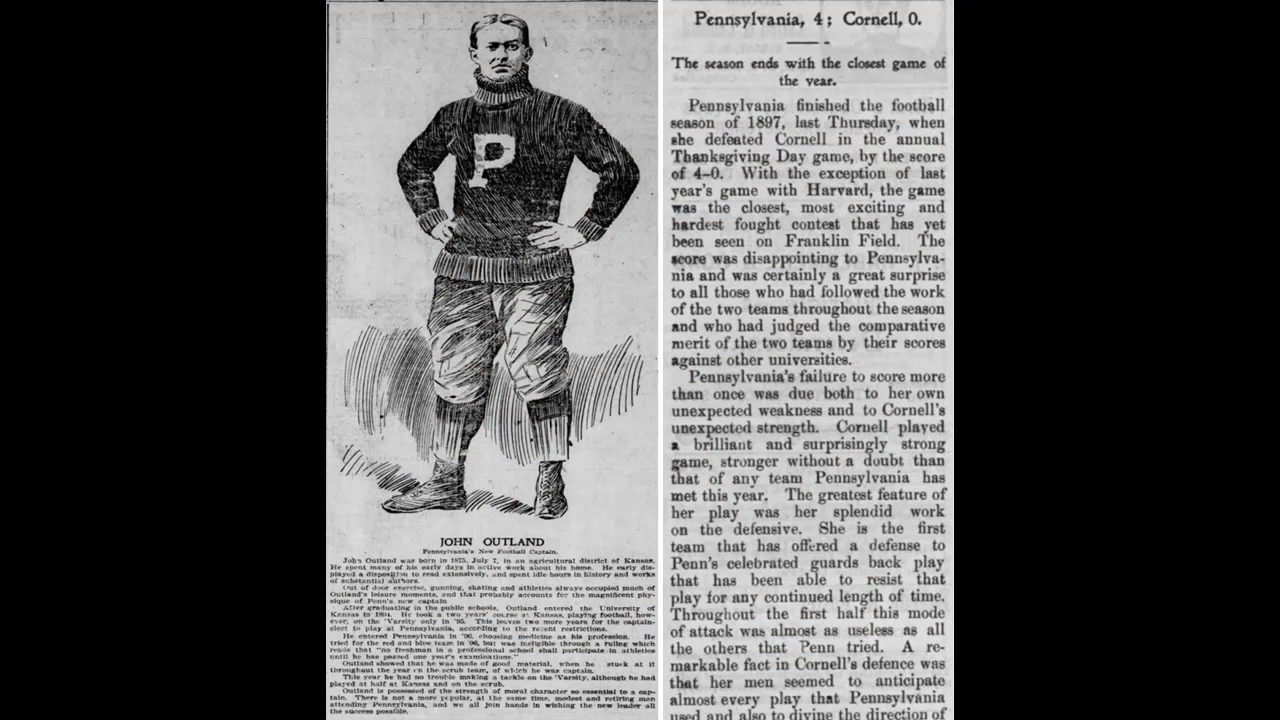 P
JOHN OUTLAND
Pennsylvania's New Football Captain.
John Outland was born in 1875, July 7, in an agricultural district of Kansas.
He spent many of his early days in active work about his home. He early dis-
played a disposition to read extensively, and spent idle hours in history and works
of substantial authors.
Out of door exercise, gunning, skating and athletics always occupied much of
Outland's leisure moments, and that probably accounts for the magnificent phy-
sique of Penn's new captain
After graduating in the public schools, Outland entered the University of
Kansas in 1894. He took a two years' course at Kansas, playing football, how-
ever, on the 'Varsity only in '95. This leaves two more years for the captain-
elect to play at Pennsylvania, according to the recent restrictions.
He entered Pennsylvania in '96, choosing medicine as his profession. He
tried for the red and blue team in '96, but was ineligible through a ruling which
reads that "no freshman in a professional school shall participate in athletics
until he has passed one year's examinations."
Outland showed that he was made of good material, when he stuck at it
throughout the year on the scrub team, of which he was captain.
This year he had no trouble making a tackle on the 'Varsity, although he had
played at half at Kansas and on the scrub.
Outland is possessed of the strength of moral character so essential to a cap-
tain. There is not a more popular, at the same time, modest and retiring man
attending Pennsylvania, and we all join hands in wishing the new leader all
the success possible.
Pennsylvania, 4; Cornell, 0.
The season ends with the closest game of
the year.
Pennsylvania finished the football
season of 1897, last Thursday, when
she defeated Cornell in the annual
Thanksgiving Day game, by the score
of 4-0. With the exception of last
year's game with Harvard, the game
was the closest, most exciting and
hardest fought contest that has yet
been seen on Franklin Field. The
score was disappointing to Pennsylva-
nia and was certainly a great surprise
to all those who had followed the work
of the two teams throughout the season
and who had judged the comparative
merit of the two teams by their scores
against other universities.
Pennsylvania's failure to score more
than once was due both to her own
unexpected weakness and to Cornell's
unexpected strength. Cornell played
a brilliant and surprisingly strong
game, stronger without a doubt than
that of any team Pennsylvania has
met this year. The greatest feature of
her play was her splendid work
on the defensive. She is the first
team that has offered a defense to
Penn's celebrated guards back play
that has been able to resist that
play for any continued length of time.
Throughout the first half this mode
of attack was almost as useless as all
the others that Penn tried. A re-
markable fact in Cornell's defence was
that her men seemed to anticipate
almost every play that Pennsylvania
used and also to divine the direction of